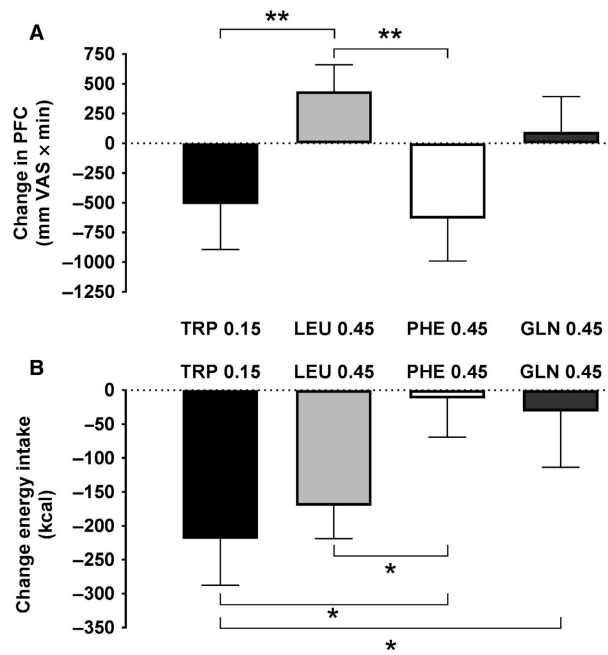 ** **
A
750
500
250
0
−250
−500
−750
−1000
−1250
Change in PFC
(mm VAS × min)
TRP 0.15 LEU 0.45 PHE 0.45 GLN 0.45
B
TRP 0.15 LEU 0.45 PHE 0.45 GLN 0.45
0
−50
−100
−150
−200
−250
−300
−350
Change energy intake
(kcal)
*
*
*